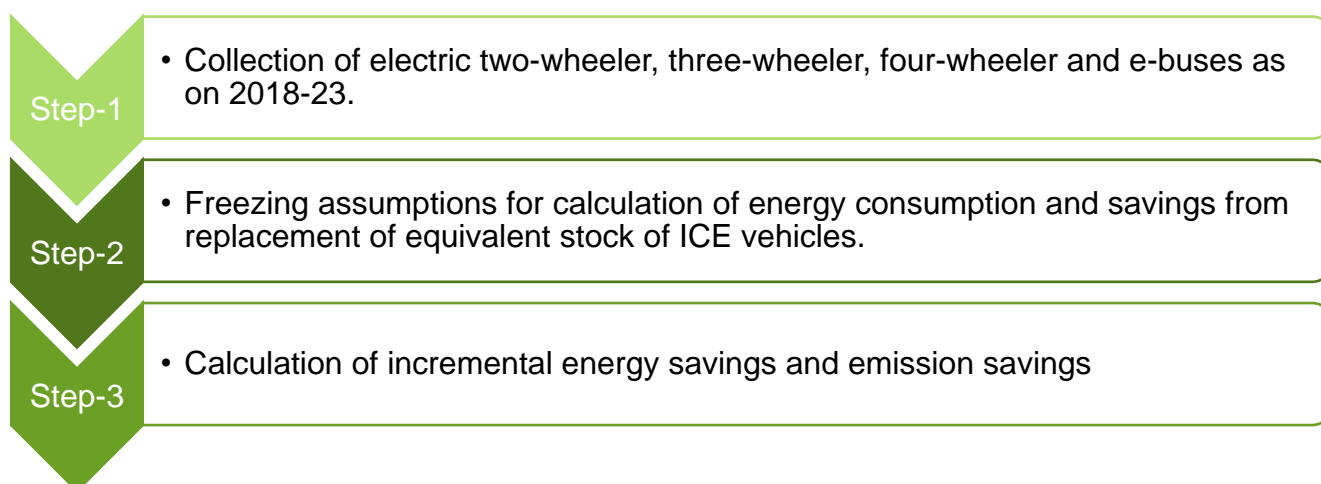 Step-1
• Collection of electric two-wheeler, three-wheeler, four-wheeler and e-buses as
on 2018-23.
Step-2
• Freezing assumptions for calculation of energy consumption and savings from
replacement of equivalent stock of ICE vehicles.
Step-3
• Calculation of incremental energy savings and emission savings